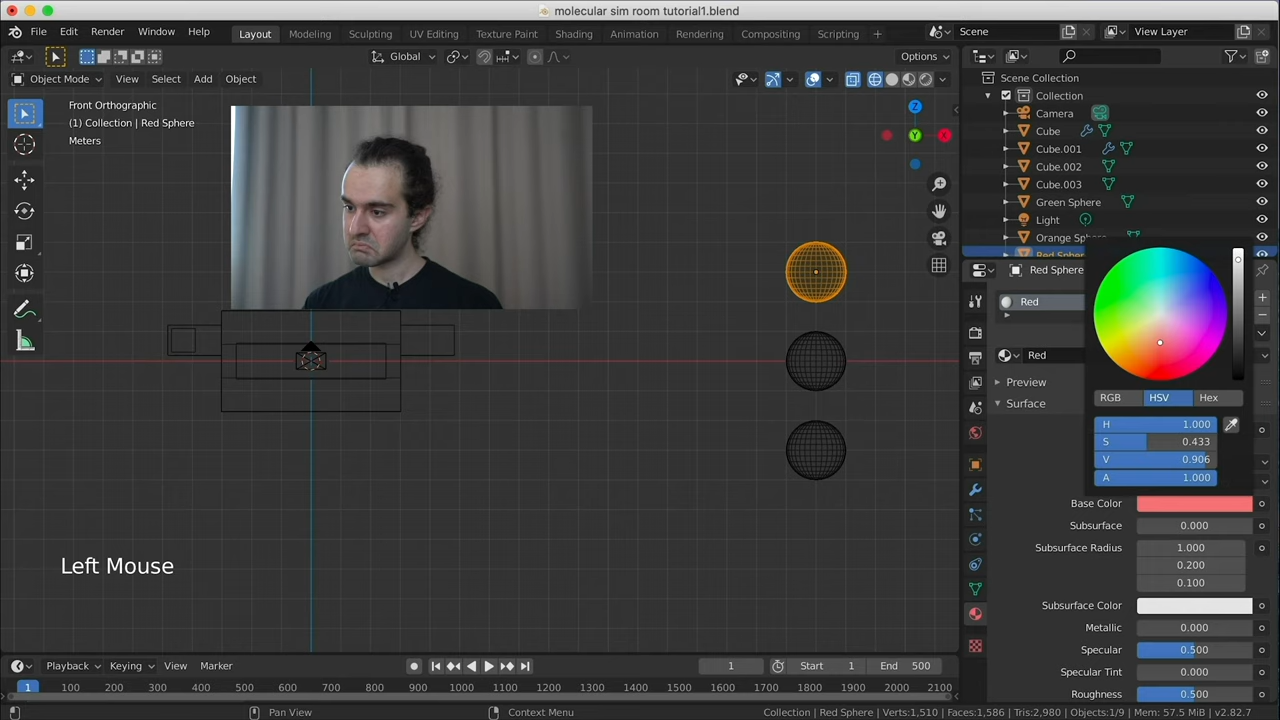 molecular sim room tutorial1.blend
File Edit Render Window Help Layout Modeling Sculpting UV Editing Texture Paint Shading Animation Rendering Compositing Scripting + Scene View Layer
Global Options
Object Mode View Select Add Object
Front Orthographic
(1) Collection | Red Sphere
Meters
Z
Y
X
Scene Collection
Collection
Camera
Cube
Cube.001
Cube.002
Cube.003
Green Sphere
Light
Orange Sphere
Red Sphere
Red Sphere
Red
Red
Preview
Surface
RGB HSV Hex
H 1.000
S 0.433
V 0.906
A 1.000
Base Color
Subsurface 0.000
Subsurface Radius 1.000
0.200
0.100
Subsurface Color
Metallic 0.000
Specular 0.500
Specular Tint 0.000
Roughness 0.500
Left Mouse
Playback Keying View Marker 1 Start 1 End 500
1 100 200 300 400 500 600 700 800 900 1000 1100 1200 1300 1400 1500 1600 1700 1800 1900 2000 2100
Pan View Context Menu Collection | Red Sphere | Verts:1,510 | Faces:1,586 | Tris:2,980 | Objects:1/9 | Mem: 57.5 MiB | v2.82.7